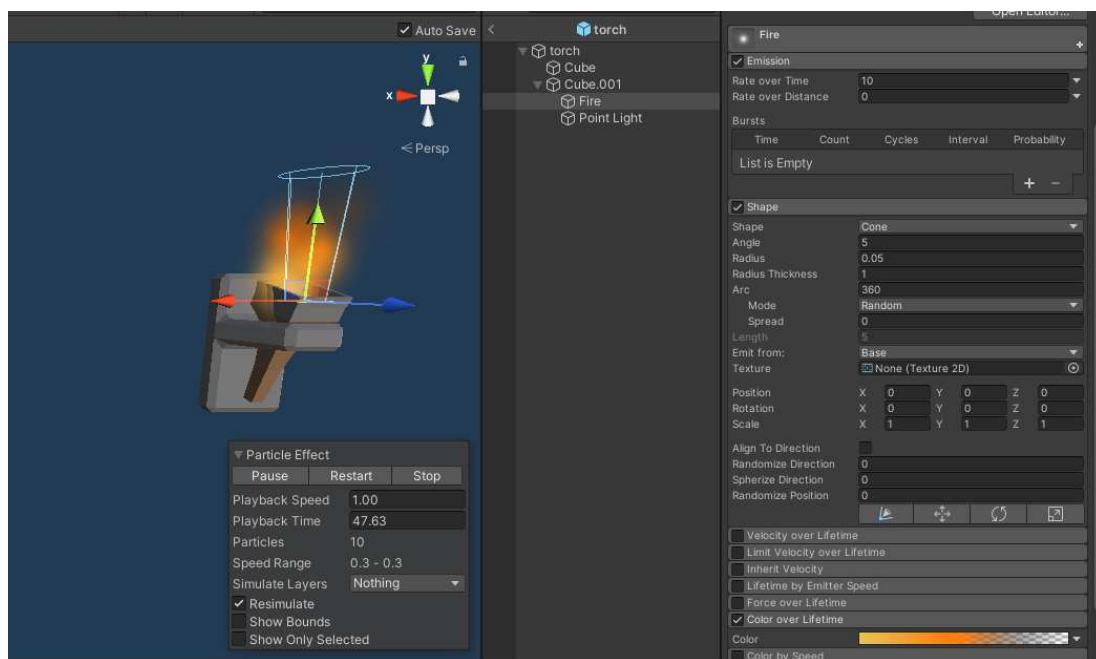 Auto Save
y
x
Persp
Particle Effect
Pause Restart Stop
Playback Speed 1.00
Playback Time 47.63
Particles 10
Speed Range 0.3 - 0.3
Simulate Layers Nothing
Resimulate
Show Bounds
Show Only Selected
torch
torch
Cube
Cube.001
Fire
Point Light
Open Editor...
Fire
Emission
Rate over Time 10
Rate over Distance 0
Bursts
Time Count Cycles Interval Probability
List is Empty
Shape
Shape Cone
Angle 5
Radius 0.05
Radius Thickness 1
Arc 360
Mode Random
Spread 0
Length 5
Emit from: Base
Texture None (Texture 2D)
Position X 0 Y 0 Z 0
Rotation X 0 Y 0 Z 0
Scale X 1 Y 1 Z 1
Align To Direction
Randomize Direction 0
Spherize Direction 0
Randomize Position 0
Velocity over Lifetime
Limit Velocity over Lifetime
Inherit Velocity
Lifetime by Emitter Speed
Force over Lifetime
Color over Lifetime
Color
Color by Speed